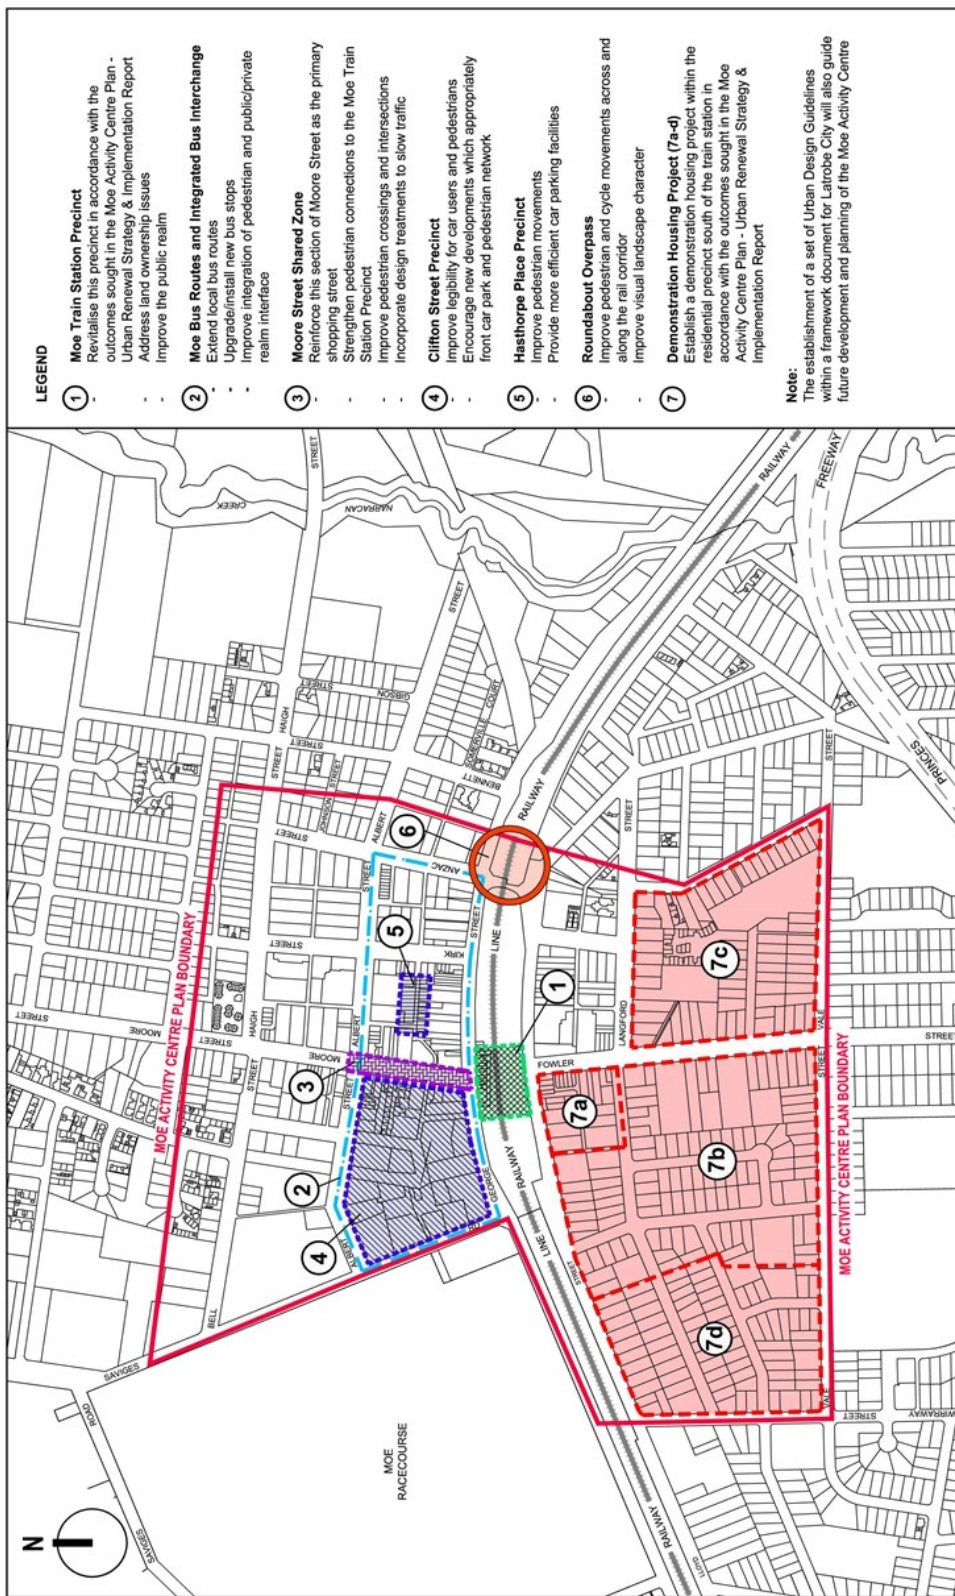 LEGEND
1 Moe Train Station Precinct
- Revitalise this precinct in accordance with the
outcomes sought in the Moe Activity Centre Plan -
Urban Renewal Strategy & Implementation Report
- Address land ownership issues
- Improve the public realm
2 Moe Bus Routes and Integrated Bus Interchange
- Extend local bus routes
- Upgrade/install new bus stops
- Improve integration of pedestrian and public/private
realm interface
3 Moore Street Shared Zone
- Reinforce this section of Moore Street as the primary
shopping street
- Strengthen pedestrian connections to the Moe Train
Station Precinct
- Improve pedestrian crossings and intersections
- Incorporate design treatments to slow traffic
4 Clifton Street Precinct
- Improve legibility for car users and pedestrians
- Encourage new developments which appropriately
front car park and pedestrian network
5 Hasthorpe Place Precinct
- Improve pedestrian movements
- Provide more efficient car parking facilities
6 Roundabout Overpass
- Improve pedestrian and cycle movements across and
along the rail corridor
- Improve visual landscape character
7 Demonstration Housing Project (7a-d)
- Establish a demonstration housing project within the
residential precinct south of the train station in
accordance with the outcomes sought in the Moe
Activity Centre Plan - Urban Renewal Strategy &
Implementation Report
Note:
The establishment of a set of Urban Design Guidelines
within a framework document for Latrobe City will also guide
future development and planning of the Moe Activity Centre
N
SAVIGES
ROAD
SAVIGES
MOE
RACECOURSE
MOE ACTIVITY CENTRE PLAN BOUNDARY
BELL
STREET
HAIGH
STREET
HAIGH
STREET
MOORE
STREET
STREET
STREET
STREET
JOHNSON
STREET
STREET
GIBSON
STREET
CREEK
NARRACAN
ALBERT
STREET
ALBERT
STREET
ALBERT
STREET
MOORE
KIRK
ANZAC
BENNETT
SOMERVILLE
COURT
GEORGE
STREET
1
2
3
4
5
6
RAILWAY
LINE
RAILWAY
LINE
RAILWAY
RAILWAY
LLOYD
STREET
FOWLER
LANGFORD
STREET
7a
7b
7c
7d
VALE
STREET
VALE
STREET
STREET
STREET
WIRRAWAY
MOE ACTIVITY CENTRE PLAN BOUNDARY
PRINCES
FREEWAY